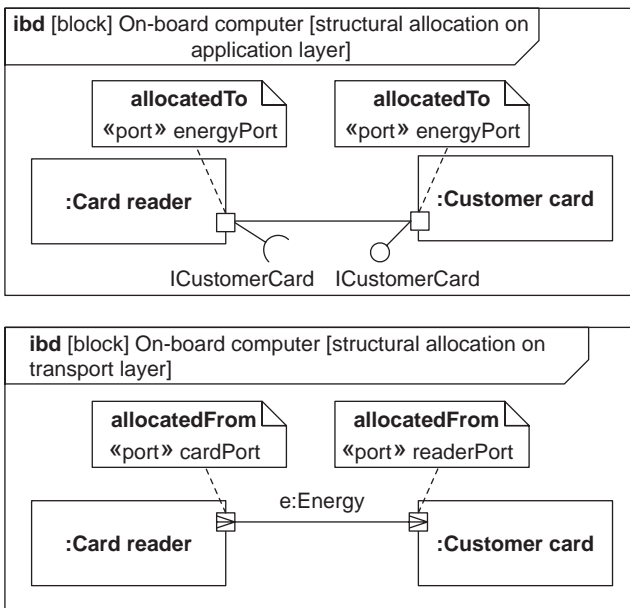 ibd [block] On-board computer [structural allocation on
application layer]
allocatedTo
«port» energyPort
allocatedTo
«port» energyPort
:Card reader
:Customer card
ICustomerCard
ICustomerCard
ibd [block] On-board computer [structural allocation on
transport layer]
allocatedFrom
«port» cardPort
allocatedFrom
«port» readerPort
e:Energy
:Card reader
:Customer card